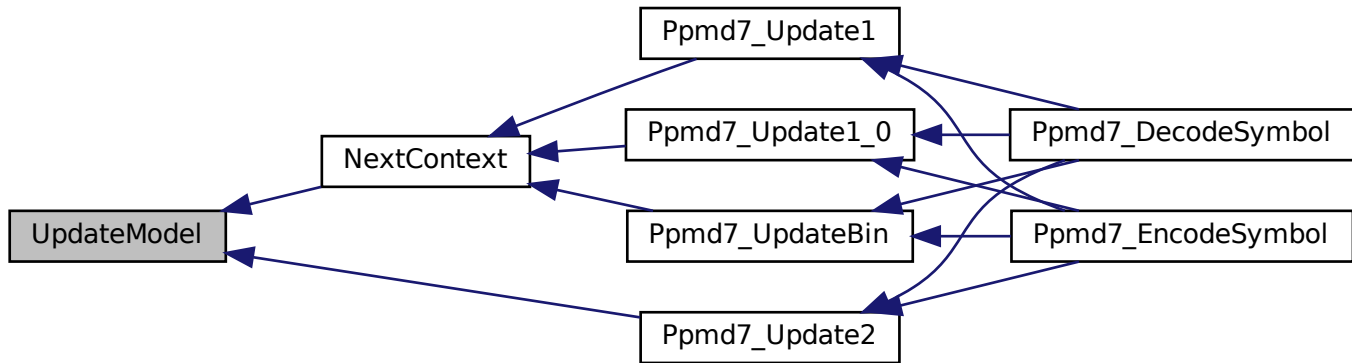 Ppmd7_Update1
Ppmd7_Update1_0
Ppmd7_DecodeSymbol
NextContext
UpdateModel
Ppmd7_UpdateBin
Ppmd7_EncodeSymbol
Ppmd7_Update2